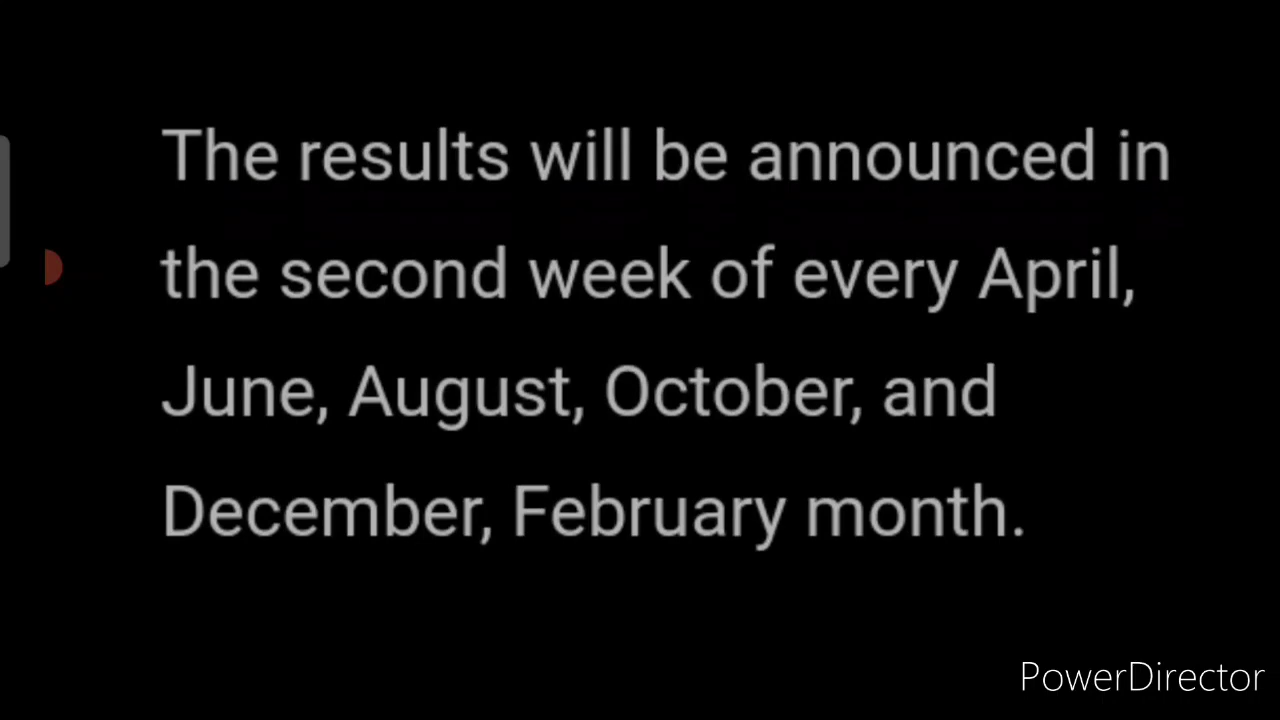 The results will be announced in
the second week of every April,
June, August, October, and
December, February month.
PowerDirector